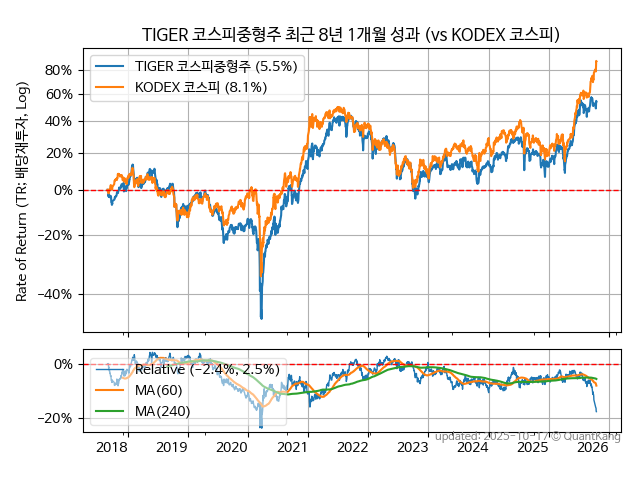 TIGER 코스피중형주 최근 8년 1개월 성과 (vs KODEX 코스피)
Rate of Return (TR: 배당재투자, Log)
80%
60%
40%
20%
0%
−20%
−40%
TIGER 코스피중형주 (5.5%)
KODEX 코스피 (8.1%)
0%
−20%
Relative (−2.4%, -2.5%)
MA(60)
MA(240)
2018 2019 2020 2021 2022 2023 2024 2025 2026
updated: 2025-10-17 © QuantKang